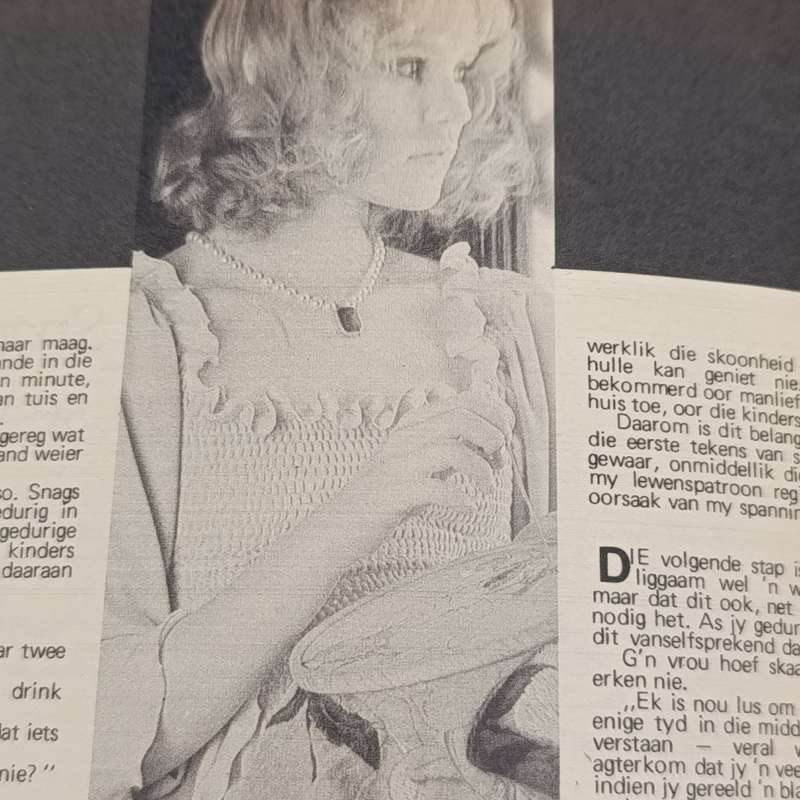 haar maag.
ande in die
n minute,
an tuis en
gereg wat
and weier
so. Snags
edurig in
gedurige
kinders
daaraan
ar twee
drink
dat iets
nie? ”
werklik die skoonheid
hulle kan geniet nie.
bekommerd oor manlief
huis toe, oor die kinders
Daarom is dit belang
die eerste tekens van s
gewaar, onmiddellik di
my lewenspatroon reg
oorsaak van my spannin
DIE volgende stap is
liggaam wel 'n w
maar dat dit ook, net
nodig het. As jy gedur
dit vanselfsprekend da
G'n vrou hoef skaa
erken nie.
,,Ek is nou lus om
enige tyd in die midd
verstaan — veral w
agterkom dat jy 'n vee
indien jy gereeld 'n bla